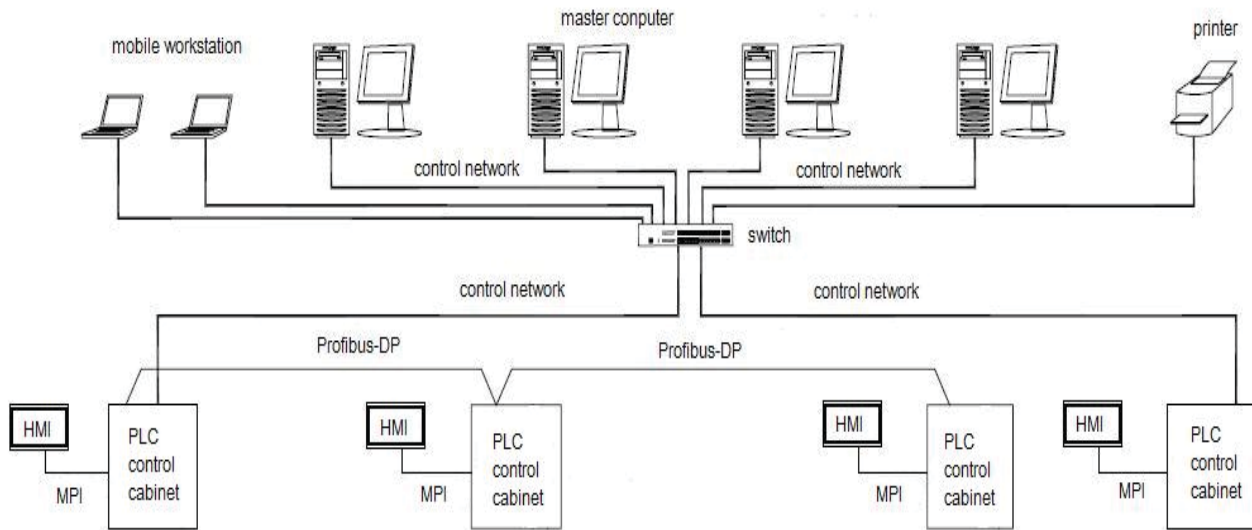 master computer
mobile workstation
printer
control network
control network
switch
control network
control network
Profibus-DP
Profibus-DP
HMI
PLC
control
cabinet
MPI
HMI
PLC
control
cabinet
MPI
HMI
PLC
control
cabinet
MPI
HMI
PLC
control
cabinet
MPI